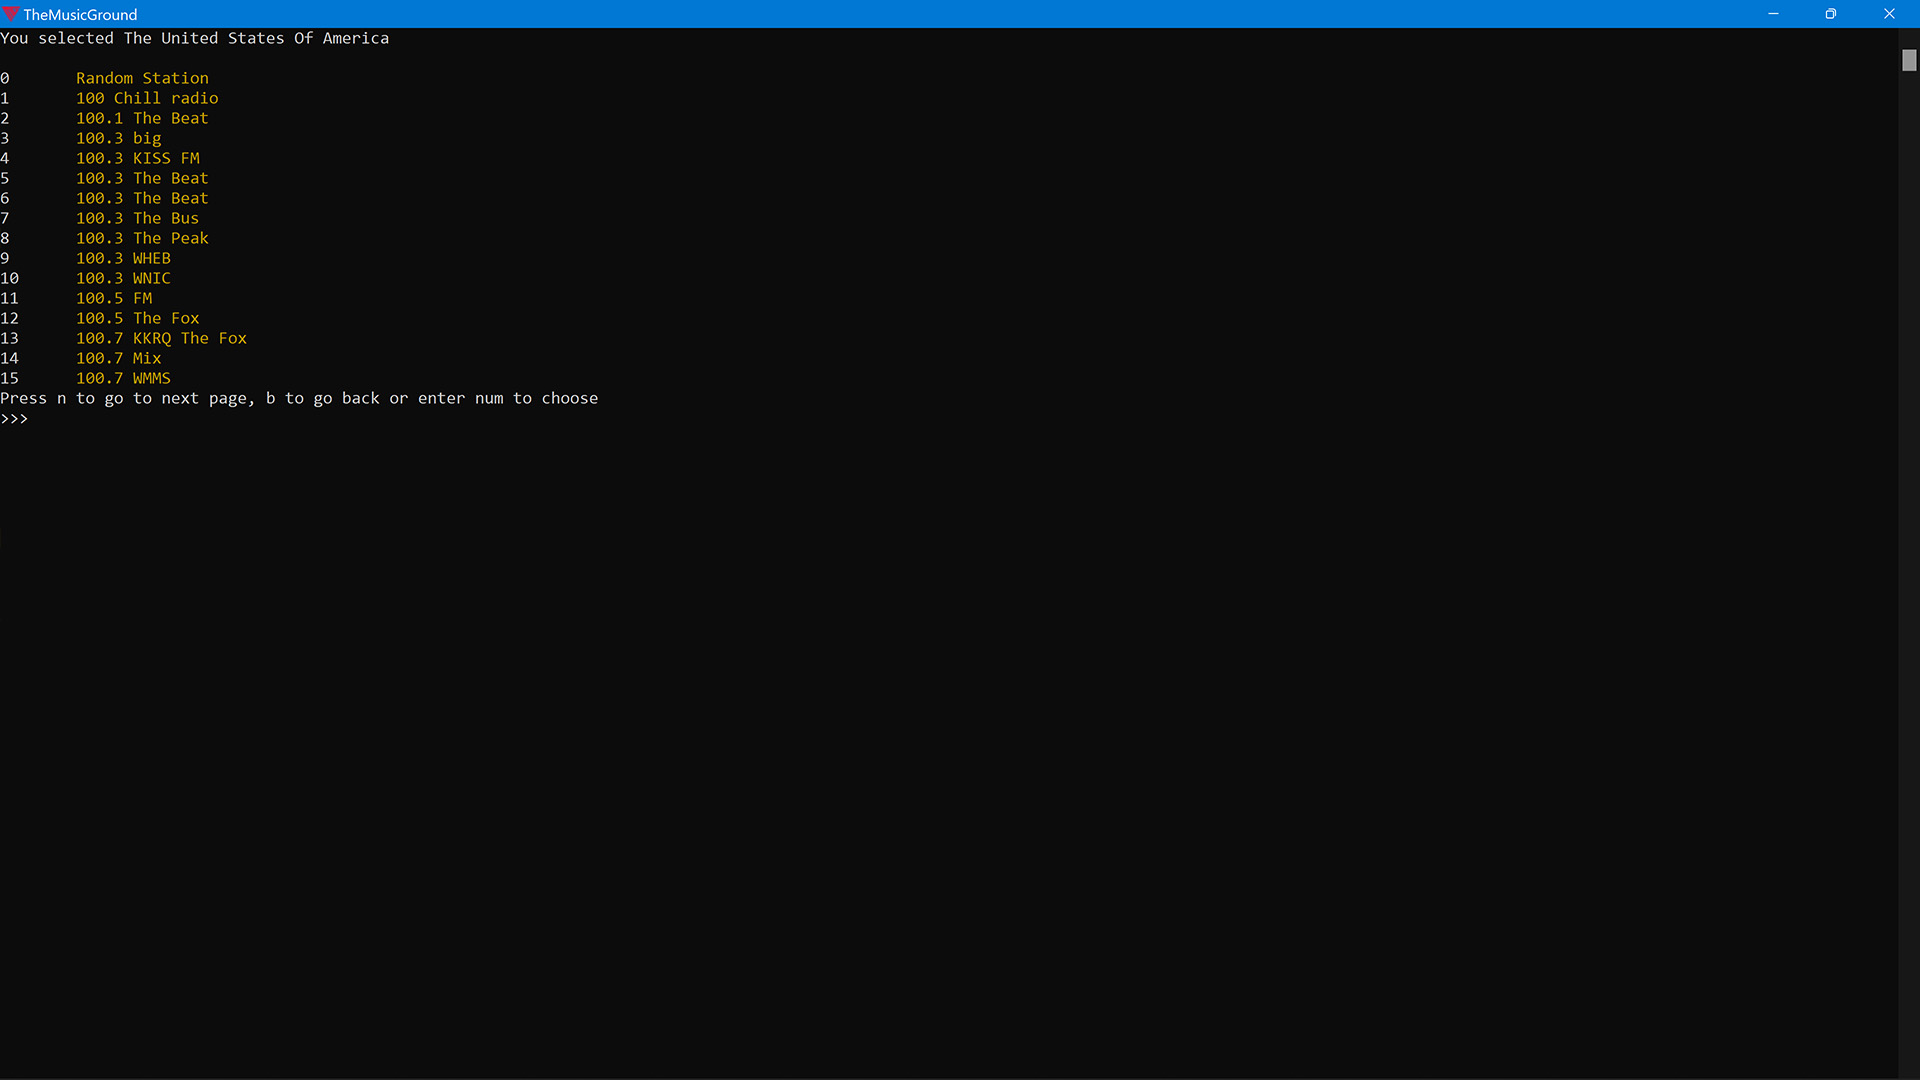 TheMusicGround
You selected The United States Of America
0 Random Station
1 100 Chill radio
2 100.1 The Beat
3 100.3 big
4 100.3 KISS FM
5 100.3 The Beat
6 100.3 The Beat
7 100.3 The Bus
8 100.3 The Peak
9 100.3 WHEB
10 100.3 WNIC
11 100.5 FM
12 100.5 The Fox
13 100.7 KKRQ The Fox
14 100.7 Mix
15 100.7 WMMS
Press n to go to next page, b to go back or enter num to choose
>>>